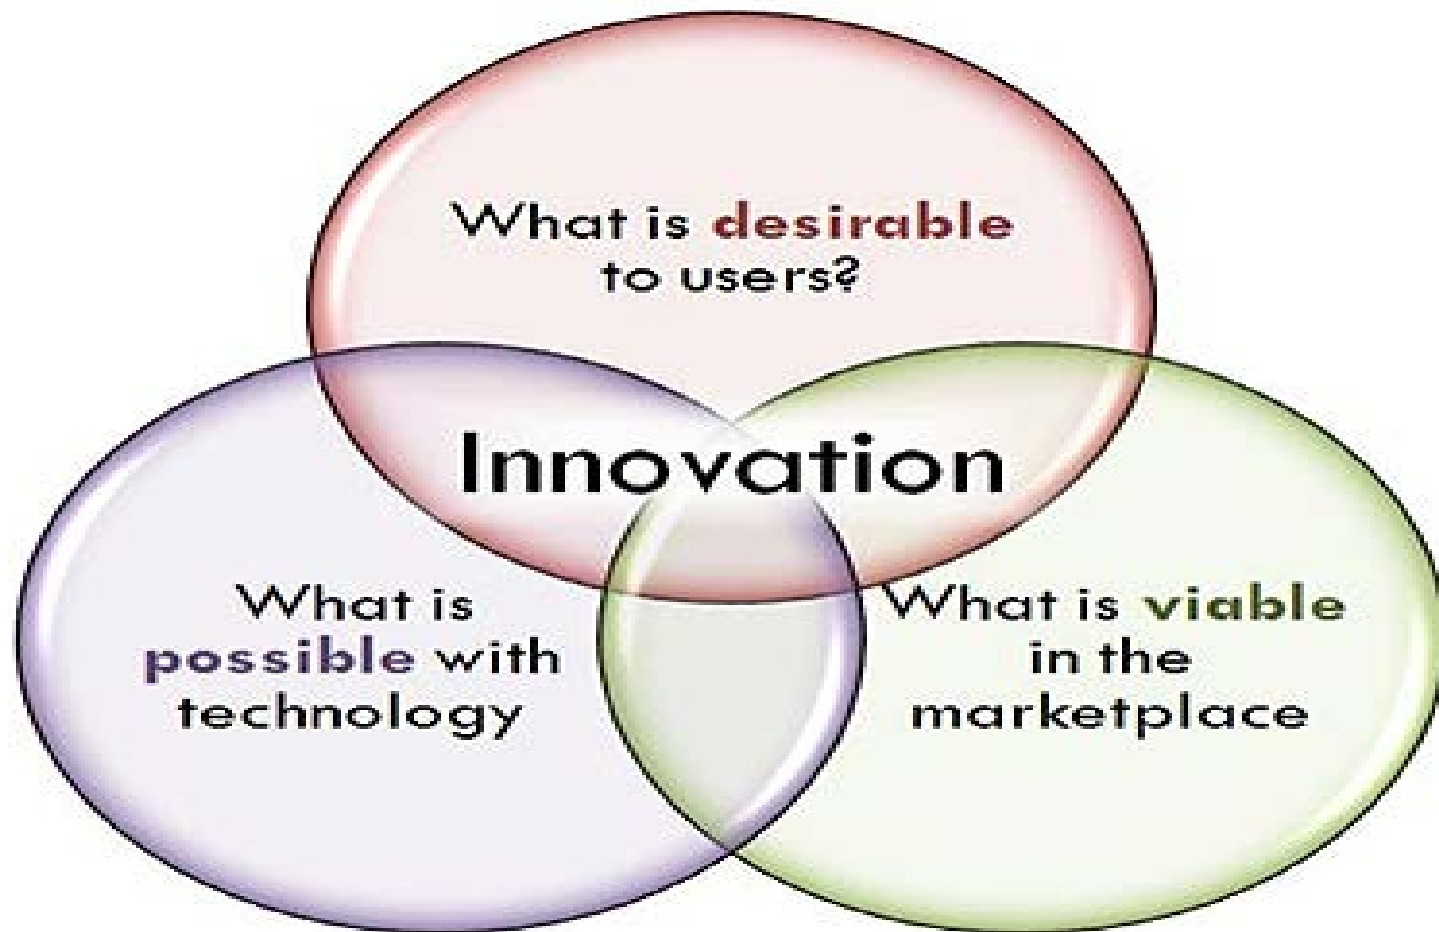 What is desirable
to users?
Innovation
What is
possible with
technology
What is viable
in the
marketplace